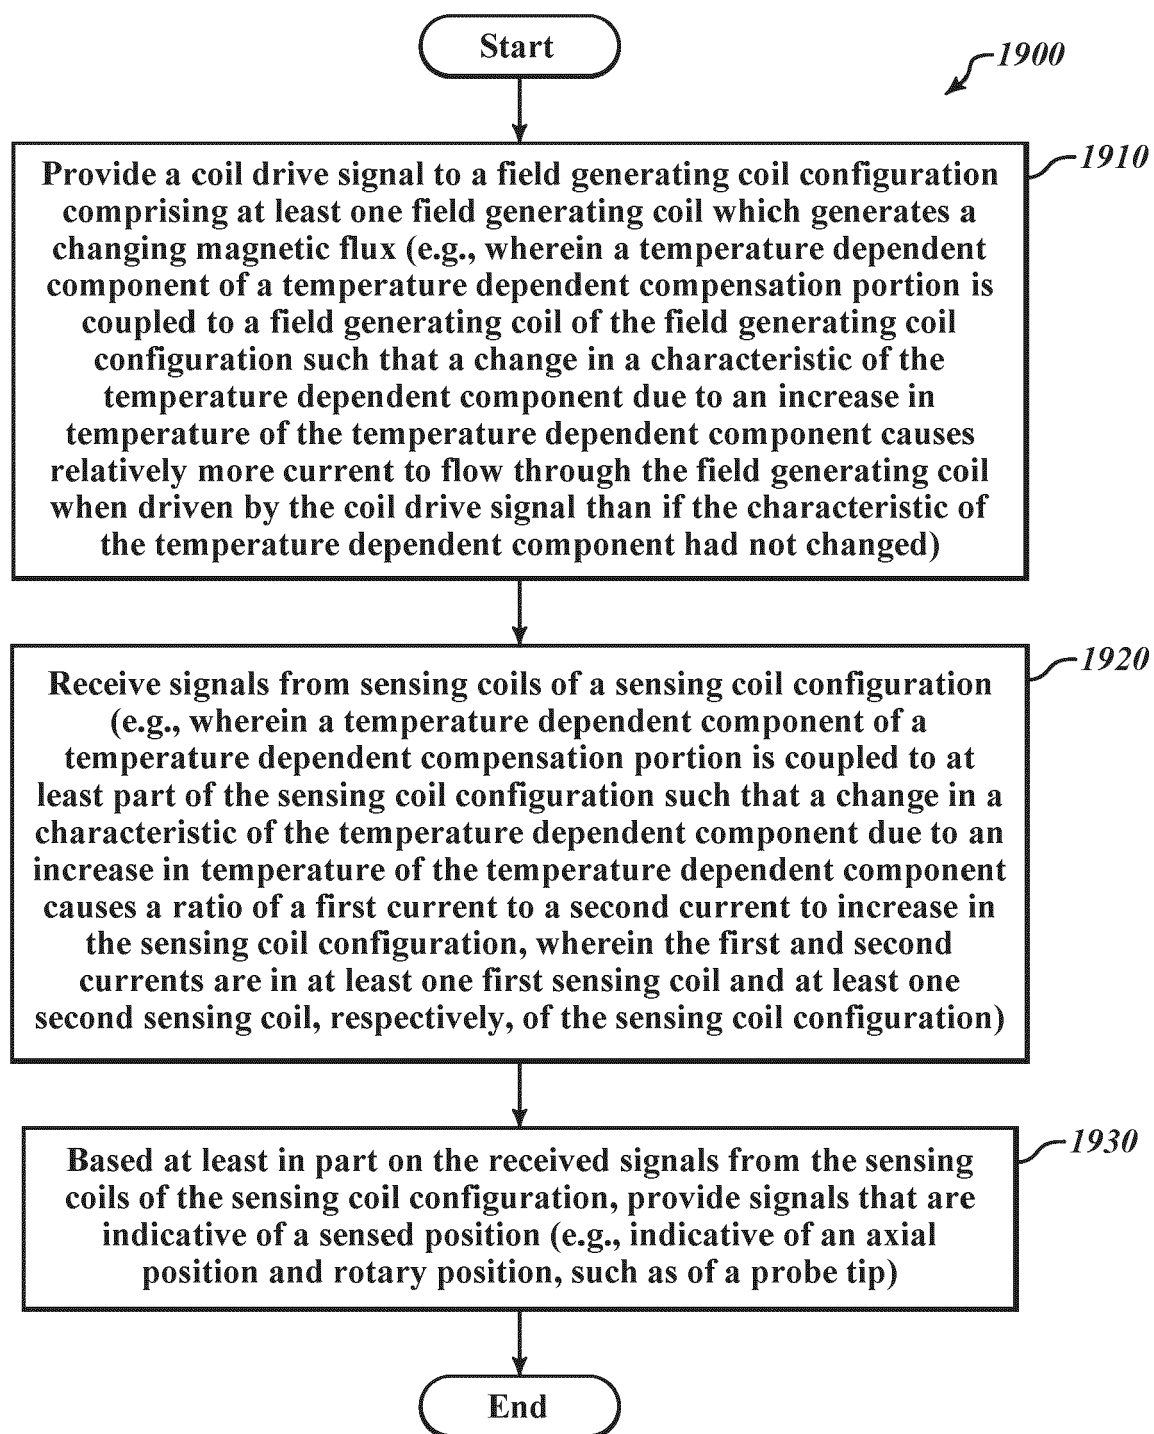 Start
1900
1910
Provide a coil drive signal to a field generating coil configuration
comprising at least one field generating coil which generates a
changing magnetic flux (e.g., wherein a temperature dependent
component of a temperature dependent compensation portion is
coupled to a field generating coil of the field generating coil
configuration such that a change in a characteristic of the
temperature dependent component due to an increase in
temperature of the temperature dependent component causes
relatively more current to flow through the field generating coil
when driven by the coil drive signal than if the characteristic of
the temperature dependent component had not changed)
1920
Receive signals from sensing coils of a sensing coil configuration
(e.g., wherein a temperature dependent component of a
temperature dependent compensation portion is coupled to at
least part of the sensing coil configuration such that a change in a
characteristic of the temperature dependent component due to an
increase in temperature of the temperature dependent component
causes a ratio of a first current to a second current to increase in
the sensing coil configuration, wherein the first and second
currents are in at least one first sensing coil and at least one
second sensing coil, respectively, of the sensing coil configuration)
1930
Based at least in part on the received signals from the sensing
coils of the sensing coil configuration, provide signals that are
indicative of a sensed position (e.g., indicative of an axial
position and rotary position, such as of a probe tip)
End